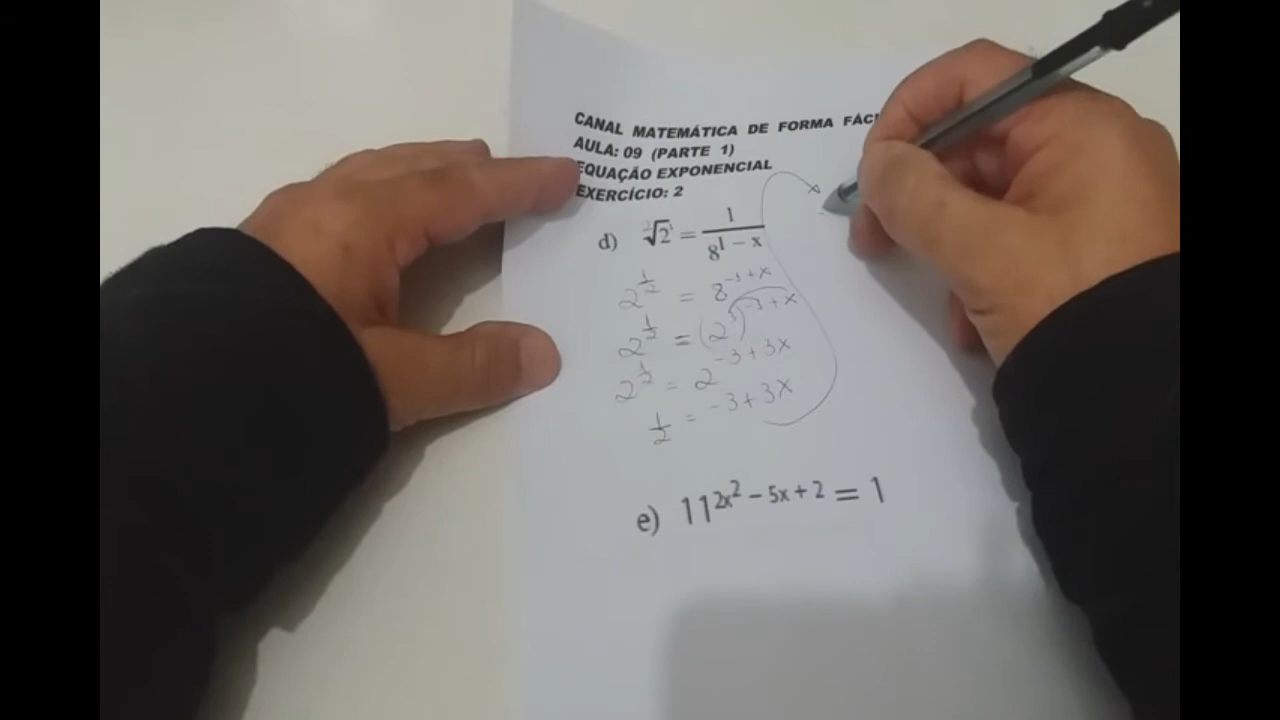 CANAL MATEMÁTICA DE FORMA FÁCI
AULA: 09 (PARTE 1)
EQUAÇÃO EXPONENCIAL
EXERCÍCIO: 2
d) √2 = 1/8^(1 – x)
2^(1/2) = 8^(-1+x)
2^(1/2) = (2^3)^(-1+x)
2^(1/2) = 2^(-3+3x)
1/2 = -3+3x
e) 11^(2x² – 5x + 2) = 1